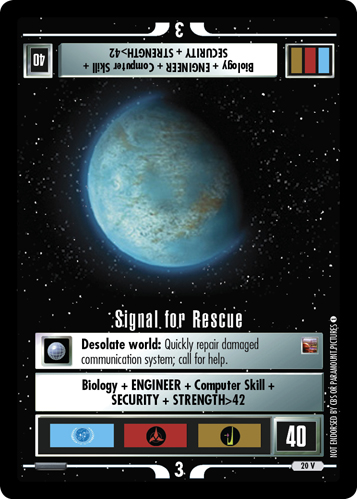 3
Biology + ENGINEER + Computer Skill +
SECURITY + STRENGTH>42
40
Signal for Rescue
Desolate world: Quickly repair damaged
communication system; call for help.
Biology + ENGINEER + Computer Skill +
SECURITY + STRENGTH>42
40
3
20 V
NOT ENDORSED BY CBS OR PARAMOUNT PICTURES